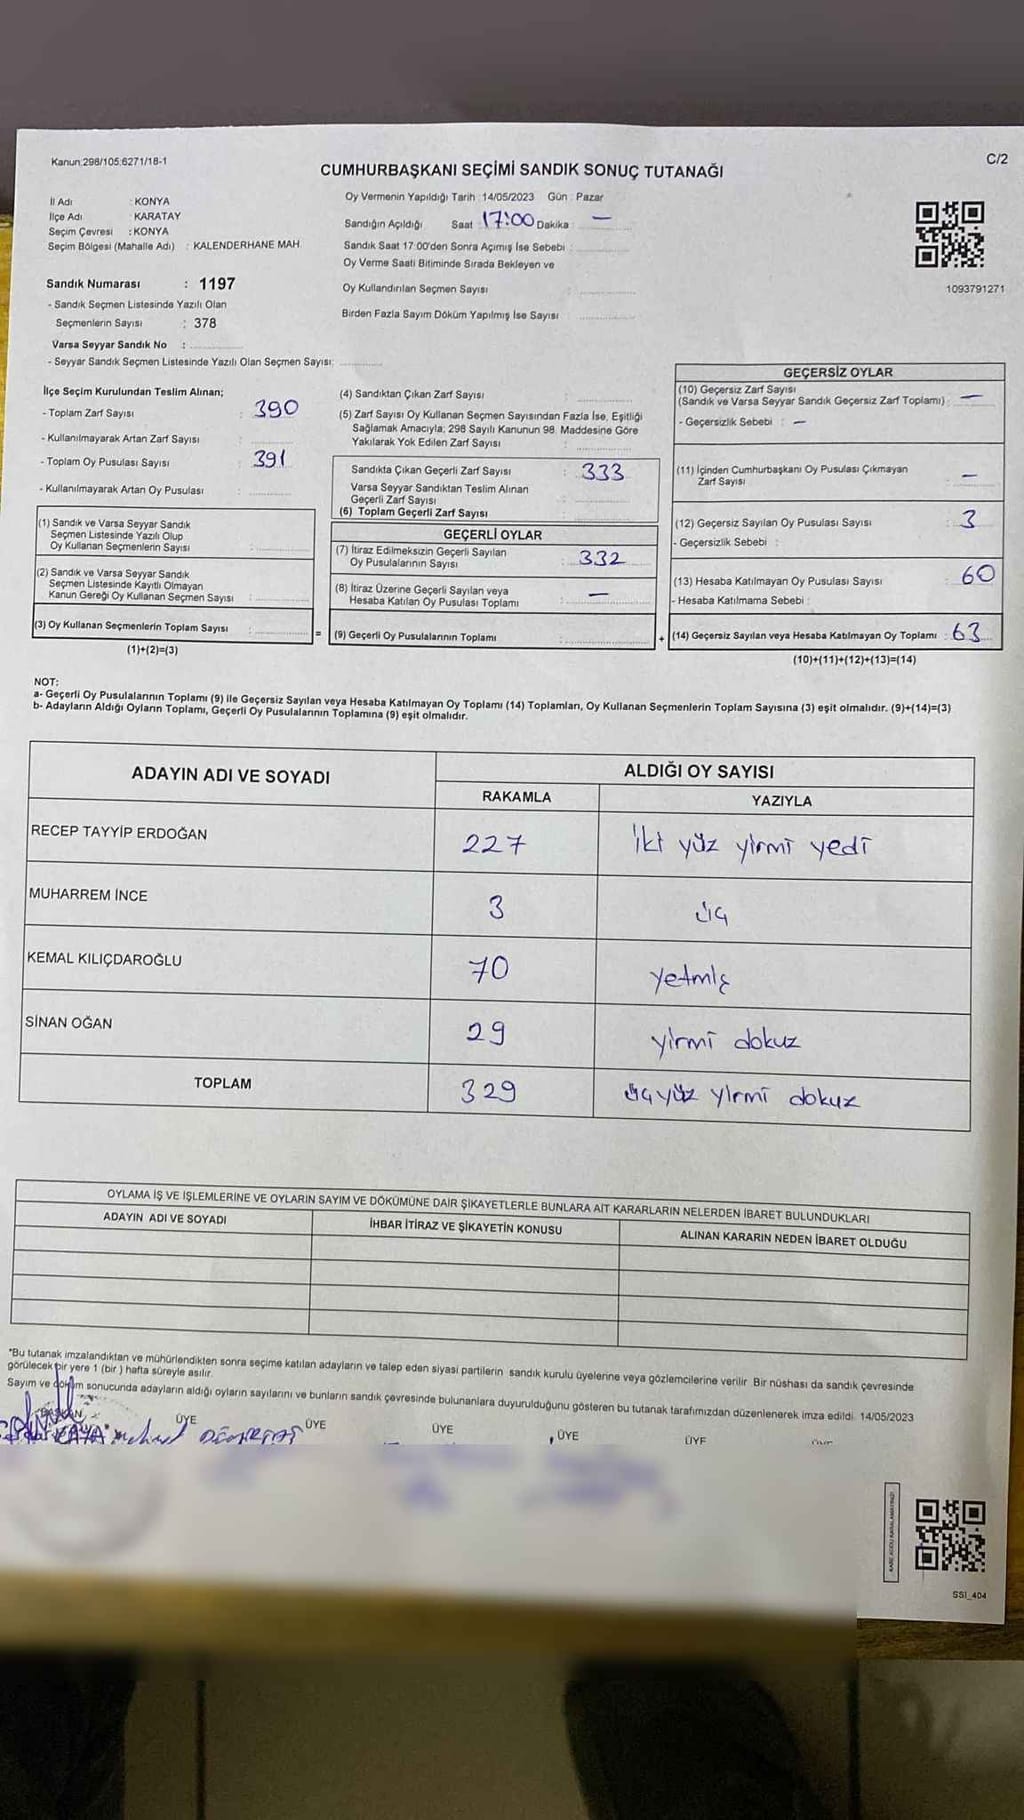 Kanun:298/105;6271/18-1
C/2
CUMHURBAŞKANI SEÇİMİ SANDIK SONUÇ TUTANAĞI
İl Adı : KONYA
İlçe Adı : KARATAY
Seçim Çevresi : KONYA
Seçim Bölgesi (Mahalle Adı) : KALENDERHANE MAH.
Sandık Numarası : 1197
- Sandık Seçmen Listesinde Yazılı Olan
Seçmenlerin Sayısı : 378
Varsa Seyyar Sandık No :
- Seyyar Sandık Seçmen Listesinde Yazılı Olan Seçmen Sayısı:
Oy Vermenin Yapıldığı Tarih : 14/05/2023 Gün : Pazar
Sandığın Açıldığı Saat 17:00 Dakika : —
Sandık Saat 17:00'den Sonra Açımış İse Sebebi :
Oy Verme Saati Bitiminde Sırada Bekleyen ve
Oy Kullandırılan Seçmen Sayısı :
Birden Fazla Sayım Döküm Yapılmış İse Sayısı :
1093791271
İlçe Seçim Kurulundan Teslim Alınan;
- Toplam Zarf Sayısı : 390
- Kullanılmayarak Artan Zarf Sayısı :
- Toplam Oy Pusulası Sayısı : 391
- Kullanılmayarak Artan Oy Pusulası :
(1) Sandık ve Varsa Seyyar Sandık
Seçmen Listesinde Yazılı Olup
Oy Kullanan Seçmenlerin Sayısı :
(2) Sandık ve Varsa Seyyar Sandık
Seçmen Listesinde Kayıtlı Olmayan
Kanun Gereği Oy Kullanan Seçmen Sayısı :
(3) Oy Kullanan Seçmenlerin Toplam Sayısı :
(1)+(2)=(3)
=
(4) Sandıktan Çıkan Zarf Sayısı :
(5) Zarf Sayısı Oy Kullanan Seçmen Sayısından Fazla İse, Eşitliği
Sağlamak Amacıyla; 298 Sayılı Kanunun 98. Maddesine Göre
Yakılarak Yok Edilen Zarf Sayısı :
Sandıkta Çıkan Geçerli Zarf Sayısı : 333
Varsa Seyyar Sandıktan Teslim Alınan
Geçerli Zarf Sayısı :
(6) Toplam Geçerli Zarf Sayısı :
GEÇERLİ OYLAR
(7) İtiraz Edilmeksizin Geçerli Sayılan
Oy Pusulalarının Sayısı : 332
(8) İtiraz Üzerine Geçerli Sayılan veya
Hesaba Katılan Oy Pusulası Toplamı : —
(9) Geçerli Oy Pusulalarının Toplamı :
+
GEÇERSİZ OYLAR
(10) Geçersiz Zarf Sayısı
(Sandık ve Varsa Seyyar Sandık Geçersiz Zarf Toplamı) : —
- Geçersizlik Sebebi : —
(11) İçinden Cumhurbaşkanı Oy Pusulası Çıkmayan
Zarf Sayısı : —
(12) Geçersiz Sayılan Oy Pusulası Sayısı : 3
- Geçersizlik Sebebi :
(13) Hesaba Katılmayan Oy Pusulası Sayısı : 60
- Hesaba Katılmama Sebebi :
(14) Geçersiz Sayılan veya Hesaba Katılmayan Oy Toplamı : 63
(10)+(11)+(12)+(13)=(14)
NOT:
a- Geçerli Oy Pusulalarının Toplamı (9) ile Geçersiz Sayılan veya Hesaba Katılmayan Oy Toplamı (14) Toplamları, Oy Kullanan Seçmenlerin Toplam Sayısına (3) eşit olmalıdır. (9)+(14)=(3)
b- Adayların Aldığı Oyların Toplamı, Geçerli Oy Pusulalarının Toplamına (9) eşit olmalıdır.
ADAYIN ADI VE SOYADI
ALDIĞI OY SAYISI
RAKAMLA YAZIYLA
RECEP TAYYİP ERDOĞAN 227 iki yüz yirmi yedi
MUHARREM İNCE 3 üç
KEMAL KILIÇDAROĞLU 70 yetmiş
SİNAN OĞAN 29 yirmi dokuz
TOPLAM 329 üçyüz yirmi dokuz
OYLAMA İŞ VE İŞLEMLERİNE VE OYLARIN SAYIM VE DÖKÜMÜNE DAİR ŞİKAYETLERLE BUNLARA AİT KARARLARIN NELERDEN İBARET BULUNDUKLARI
ADAYIN ADI VE SOYADI İHBAR İTİRAZ VE ŞİKAYETİN KONUSU ALINAN KARARIN NEDEN İBARET OLDUĞU
*Bu tutanak imzalandıktan ve mühürlendikten sonra seçime katılan adayların ve talep eden siyasi partilerin sandık kurulu üyelerine veya gözlemcilerine verilir. Bir nüshası da sandık çevresinde
görülecek bir yere 1 (bir ) hafta süreyle asılır.
Sayım ve döküm sonucunda adayların aldığı oyların sayılarını ve bunların sandık çevresinde bulunanlara duyurulduğunu gösteren bu tutanak tarafımızdan düzenlenerek imza edildi. 14/05/2023
BAŞKAN ÜYE ÜYE ÜYE ÜYE ÜYE
SSI_404